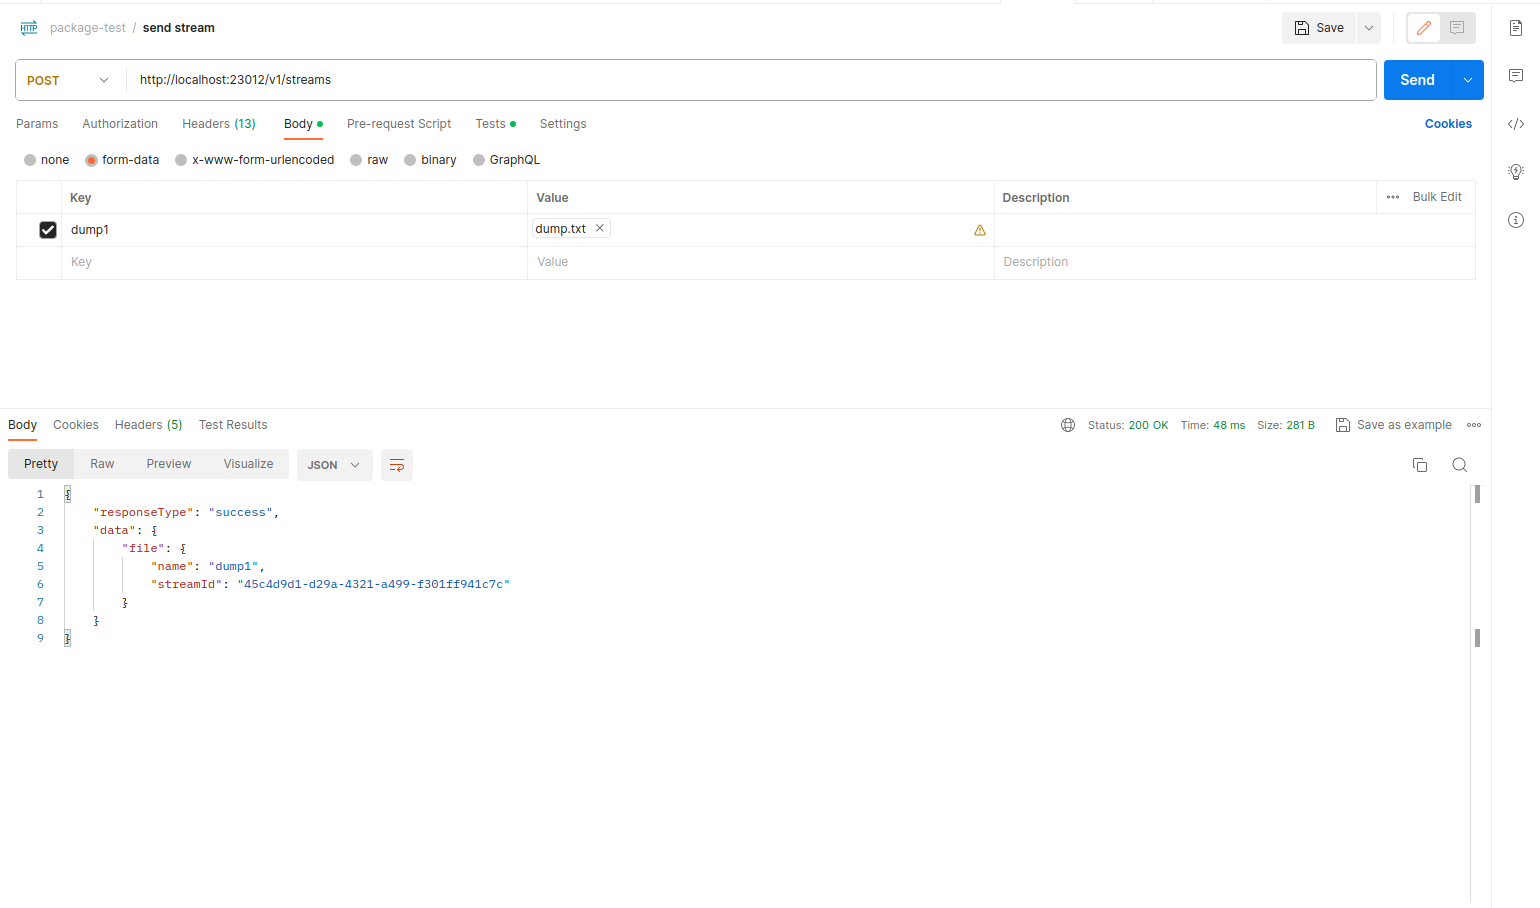 HTTP package-test / send stream Save
POST http://localhost:23012/v1/streams Send
Params Authorization Headers (13) Body Pre-request Script Tests Settings Cookies
none form-data x-www-form-urlencoded raw binary GraphQL
Key Value Description Bulk Edit
dump1 dump.txt
Key Value Description
Body Cookies Headers (5) Test Results Status: 200 OK Time: 48 ms Size: 281 B Save as example
Pretty Raw Preview Visualize JSON
1 {
2 "responseType": "success",
3 "data": {
4 "file": {
5 "name": "dump1",
6 "streamId": "45c4d9d1-d29a-4321-a499-f301ff941c7c"
7 }
8 }
9 }